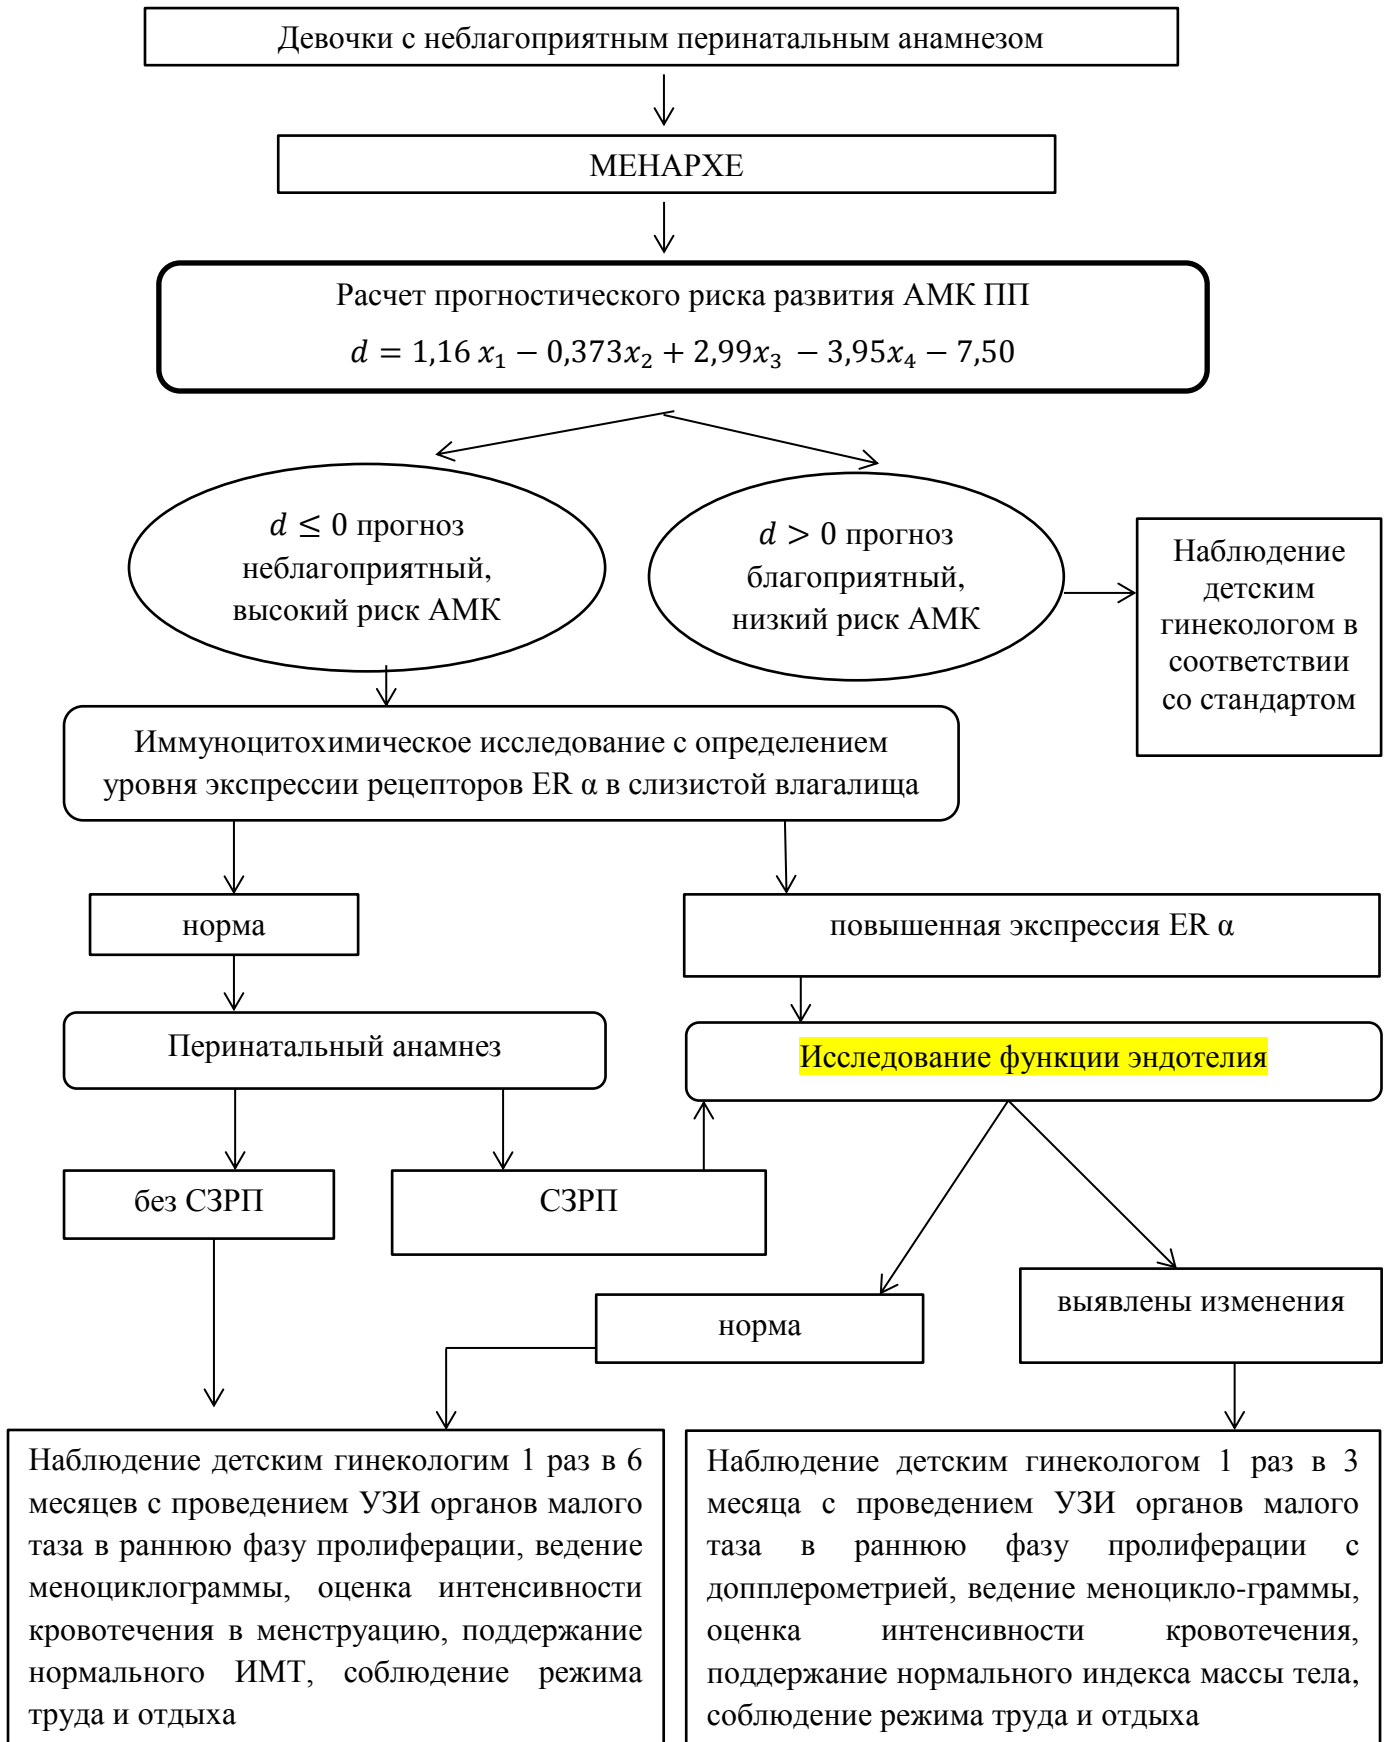 Девочки с неблагоприятным перинатальным анамнезом
МЕНАРХЕ
Расчет прогностического риска развития АМК ПП
d = 1,16 x₁ − 0,373x₂ + 2,99x₃ − 3,95x₄ − 7,50
d ≤ 0 прогноз
неблагоприятный,
высокий риск АМК
d > 0 прогноз
благоприятный,
низкий риск АМК
Наблюдение
детским
гинекологом в
соответствии
со стандартом
Иммуноцитохимическое исследование с определением
уровня экспрессии рецепторов ER α в слизистой влагалища
норма
повышенная экспрессия ER α
Перинатальный анамнез
Исследование функции эндотелия
без СЗРП
СЗРП
норма
выявлены изменения
Наблюдение детским гинекологим 1 раз в 6
месяцев с проведением УЗИ органов малого
таза в раннюю фазу пролиферации, ведение
меноциклограммы, оценка интенсивности
кровотечения в менструацию, поддержание
нормального ИМТ, соблюдение режима
труда и отдыха
Наблюдение детским гинекологом 1 раз в 3
месяца с проведением УЗИ органов малого
таза в раннюю фазу пролиферации с
допплерометрией, ведение меноцикло-граммы,
оценка интенсивности кровотечения,
поддержание нормального индекса массы тела,
соблюдение режима труда и отдыха